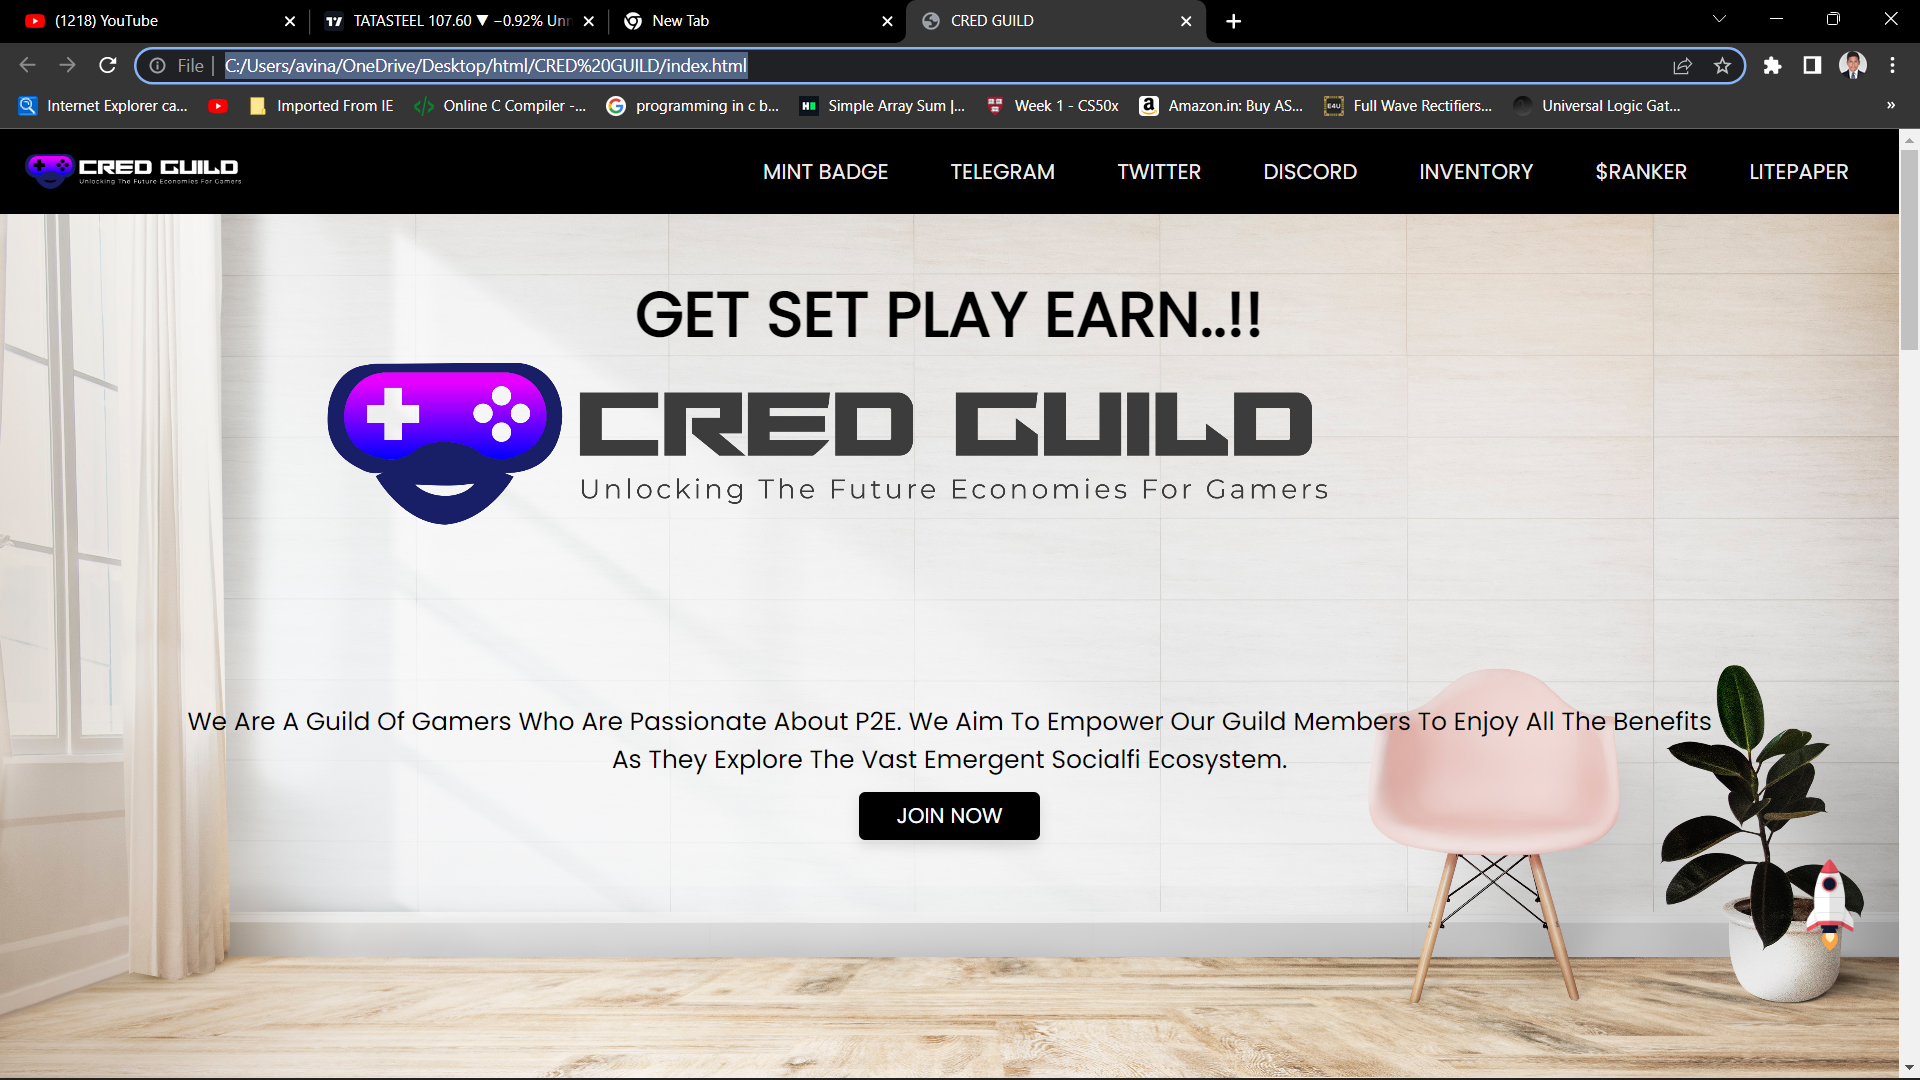 (1218) YouTube
TATASTEEL 107.60 ▼ −0.92% Unn
New Tab
CRED GUILD
File
C:/Users/avina/OneDrive/Desktop/html/CRED%20GUILD/index.html
Internet Explorer ca...
Imported From IE
Online C Compiler -...
programming in c b...
Simple Array Sum |...
Week 1 - CS50x
Amazon.in: Buy AS...
Full Wave Rectifiers...
Universal Logic Gat...
»
CRED GUILD
Unlocking The Future Economies For Gamers
MINT BADGE
TELEGRAM
TWITTER
DISCORD
INVENTORY
$RANKER
LITEPAPER
GET SET PLAY EARN..!!
CRED GUILD
Unlocking The Future Economies For Gamers
We Are A Guild Of Gamers Who Are Passionate About P2E. We Aim To Empower Our Guild Members To Enjoy All The Benefits
As They Explore The Vast Emergent Socialfi Ecosystem.
JOIN NOW